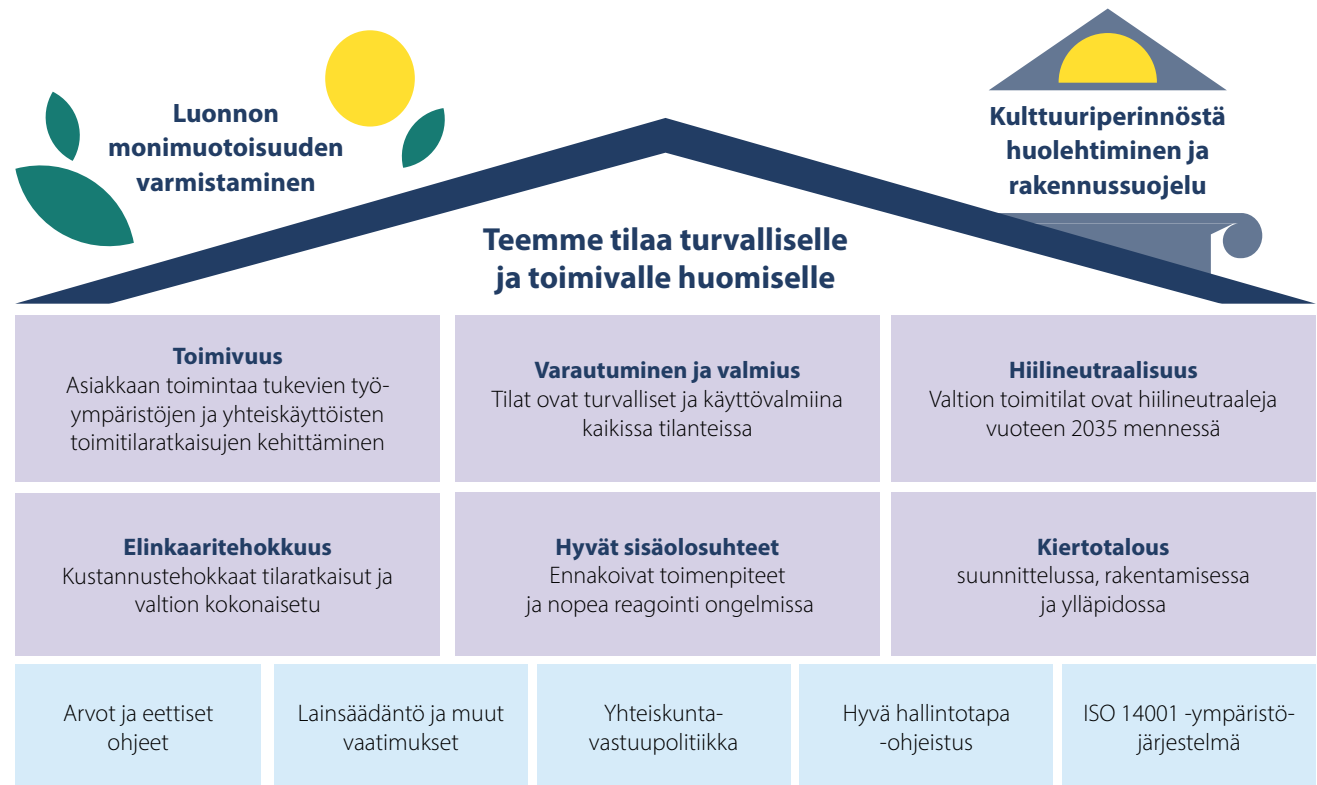 Luonnon
monimuotoisuuden
varmistaminen
Kulttuuriperinnöstä
huolehtiminen ja
rakennussuojelu
Teemme tilaa turvalliselle
ja toimivalle huomiselle
Toimivuus
Asiakkaan toimintaa tukevien työ-
ympäristöjen ja yhteiskäyttöisten
toimitilaratkaisujen kehittäminen
Varautuminen ja valmius
Tilat ovat turvalliset ja käyttövalmiina
kaikissa tilanteissa
Hiilineutraalisuus
Valtion toimitilat ovat hiilineutraaleja
vuoteen 2035 mennessä
Elinkaaritehokkuus
Kustannustehokkaat tilaratkaisut ja
valtion kokonaisetu
Hyvät sisäolosuhteet
Ennakoivat toimenpiteet
ja nopea reagointi ongelmissa
Kiertotalous
suunnittelussa, rakentamisessa
ja ylläpidossa
Arvot ja eettiset
ohjeet
Lainsäädäntö ja muut
vaatimukset
Yhteiskunta-
vastuupolitiikka
Hyvä hallintotapa
-ohjeistus
ISO 14001 -ympäristö-
järjestelmä